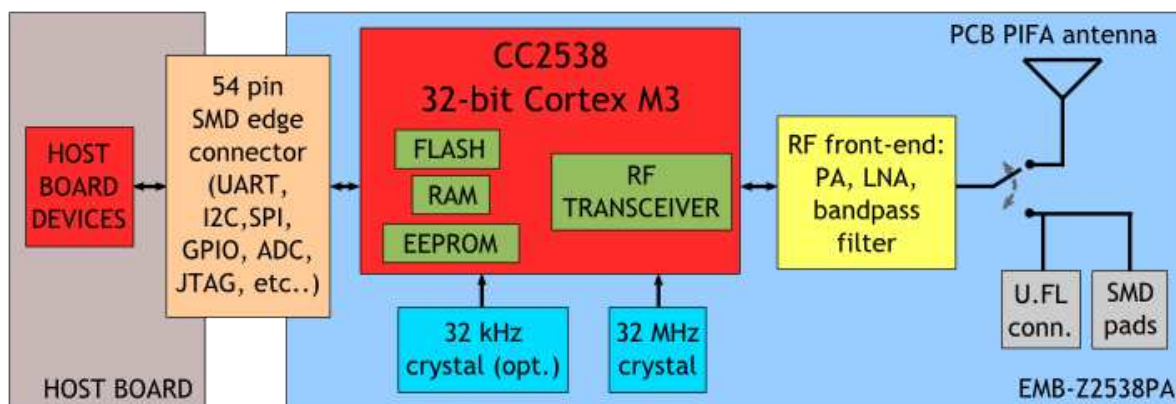 HOST
BOARD
DEVICES
54 pin
SMD edge
connector
(UART,
I2C,SPI,
GPIO, ADC,
JTAG, etc..)
CC2538
32-bit Cortex M3
FLASH
RAM
EEPROM
RF
TRANSCEIVER
32 kHz
crystal (opt.)
32 MHz
crystal
RF front-end:
PA, LNA,
bandpass
filter
PCB PIFA antenna
U.FL
conn.
SMD
pads
HOST BOARD
EMB-Z2538PA